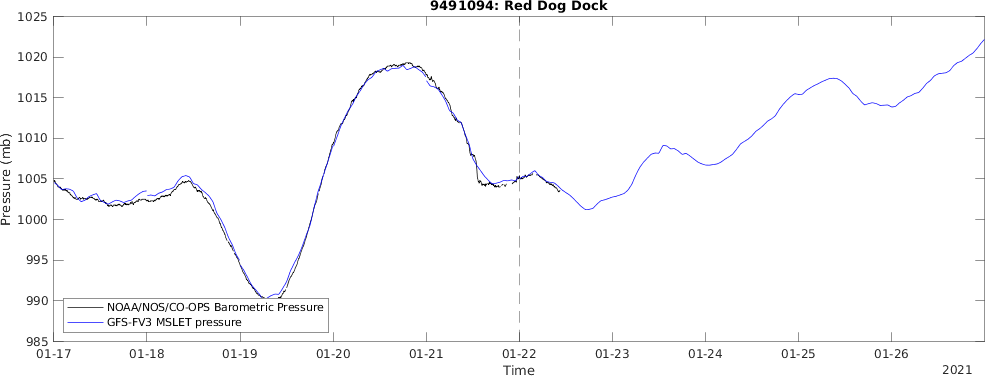 9491094: Red Dog Dock
Pressure (mb)
1025
1020
1015
1010
1005
1000
995
990
985
NOAA/NOS/CO-OPS Barometric Pressure
GFS-FV3 MSLET pressure
01-17 01-18 01-19 01-20 01-21 01-22 01-23 01-24 01-25 01-26
Time
2021